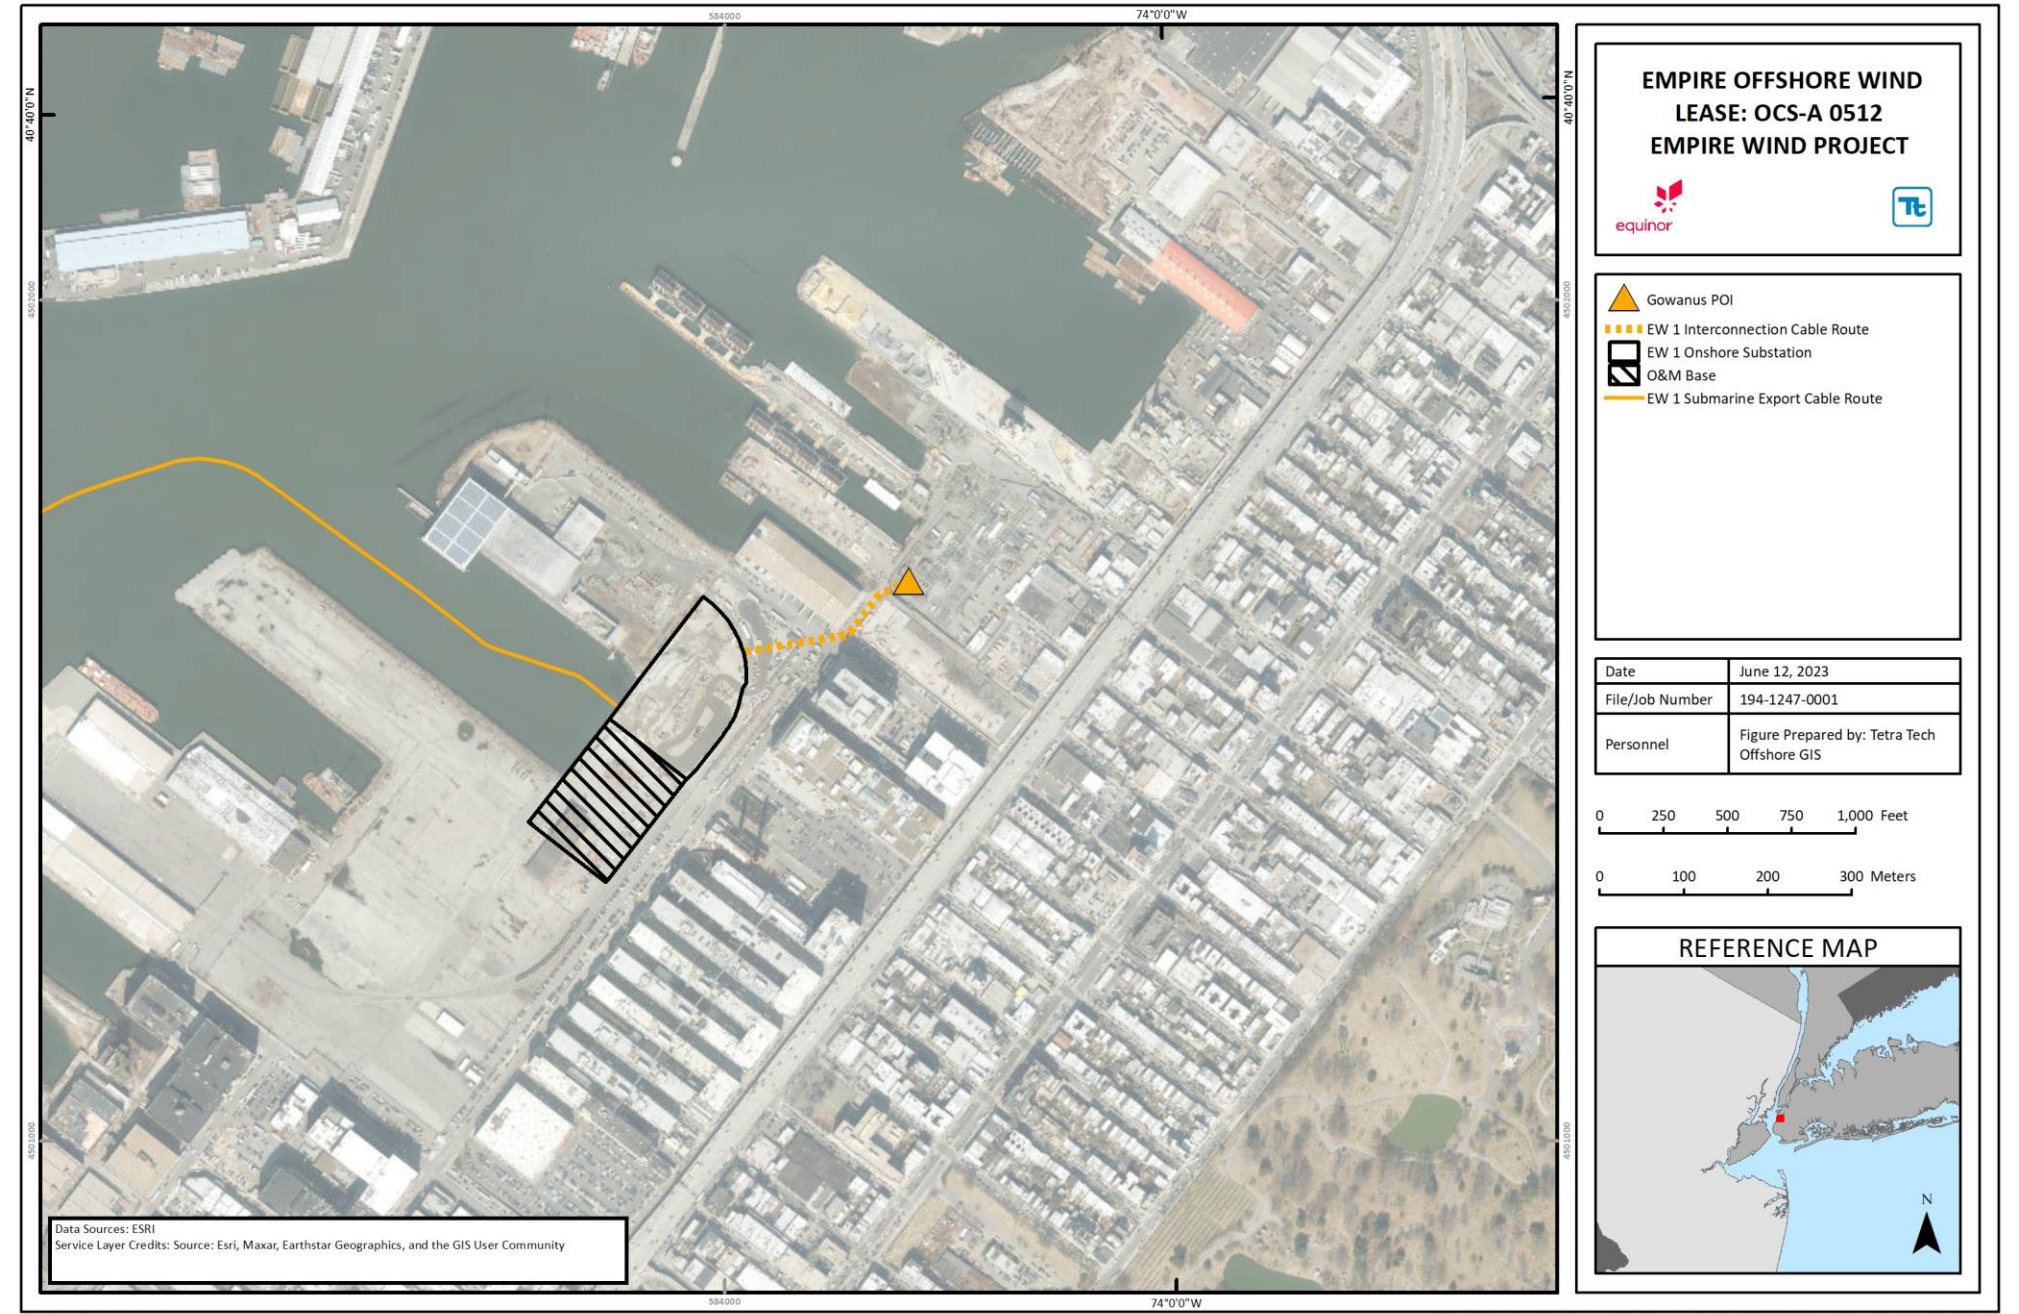 584000
74°0'0"W
40°40'0"N
40°40'0"N
4502000
4502000
4501000
4501000
584000
74°0'0"W
Data Sources: ESRI
Service Layer Credits: Source: Esri, Maxar, Earthstar Geographics, and the GIS User Community
EMPIRE OFFSHORE WIND
LEASE: OCS-A 0512
EMPIRE WIND PROJECT
equinor
Tt
Gowanus POI
EW 1 Interconnection Cable Route
EW 1 Onshore Substation
O&M Base
EW 1 Submarine Export Cable Route
Date June 12, 2023
File/Job Number 194-1247-0001
Personnel Figure Prepared by: Tetra Tech
Offshore GIS
0 250 500 750 1,000 Feet
0 100 200 300 Meters
REFERENCE MAP
N